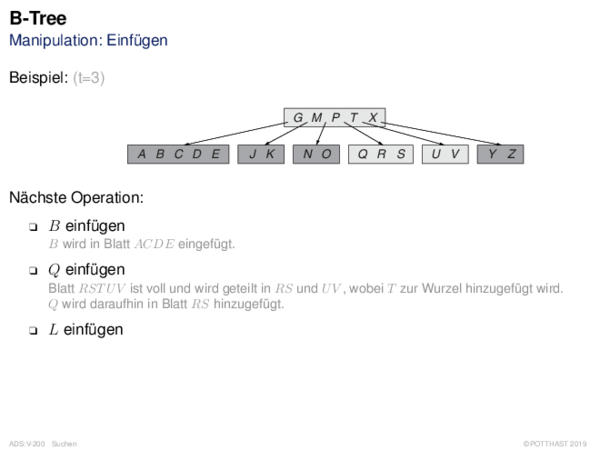 B-Tree
Manipulation: Einfügen
Beispiel: (t=3)
G M P T X
A B C D E J K N O Q R S U V Y Z
Nächste Operation:
❑ B einfügen
B wird in Blatt ACDE eingefügt.
❑ Q einfügen
Blatt RSTUV ist voll und wird geteilt in RS und UV, wobei T zur Wurzel hinzugefügt wird.
Q wird daraufhin in Blatt RS hinzugefügt.
❑ L einfügen
ADS:V-200 Suchen ©POTTHAST 2019